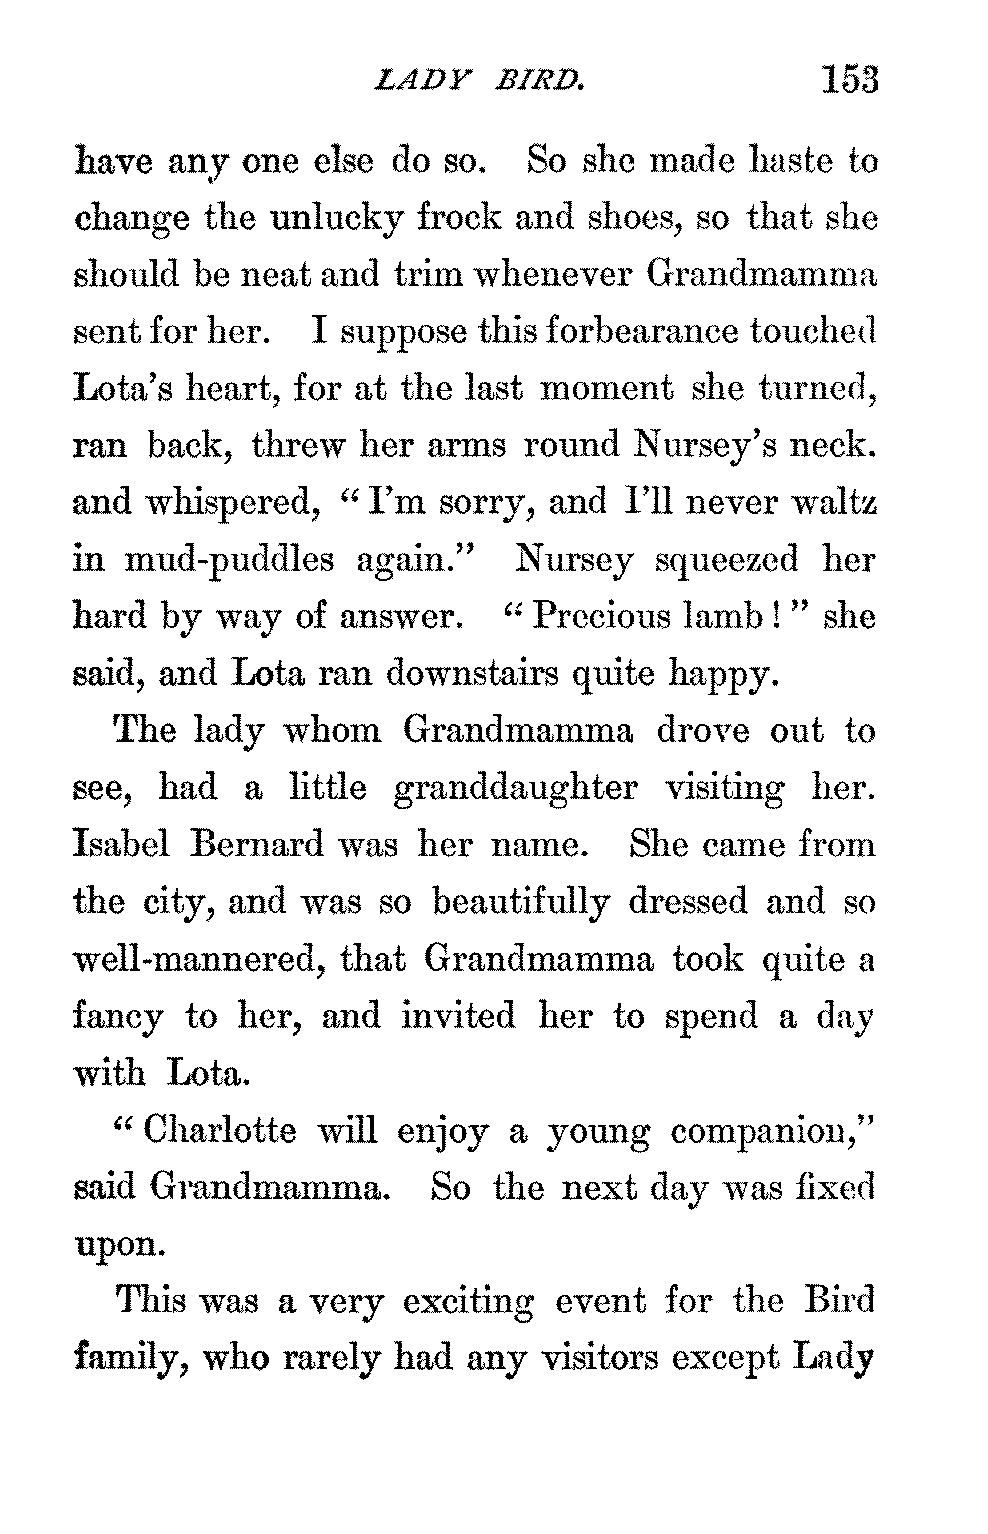 LADY BIRD. 153
have any one else do so. So she made haste to
change the unlucky frock and shoes, so that she
should be neat and trim whenever Grandmamma
sent for her. I suppose this forbearance touched
Lota's heart, for at the last moment she turned,
ran back, threw her arms round Nursey's neck.
and whispered, "I'm sorry, and I'll never waltz
in mud-puddles again." Nursey squeezed her
hard by way of answer. "Precious lamb!" she
said, and Lota ran downstairs quite happy.
The lady whom Grandmamma drove out to
see, had a little granddaughter visiting her.
Isabel Bernard was her name. She came from
the city, and was so beautifully dressed and so
well-mannered, that Grandmamma took quite a
fancy to her, and invited her to spend a day
with Lota.
"Charlotte will enjoy a young companion,"
said Grandmamma. So the next day was fixed
upon.
This was a very exciting event for the Bird
family, who rarely had any visitors except Lady